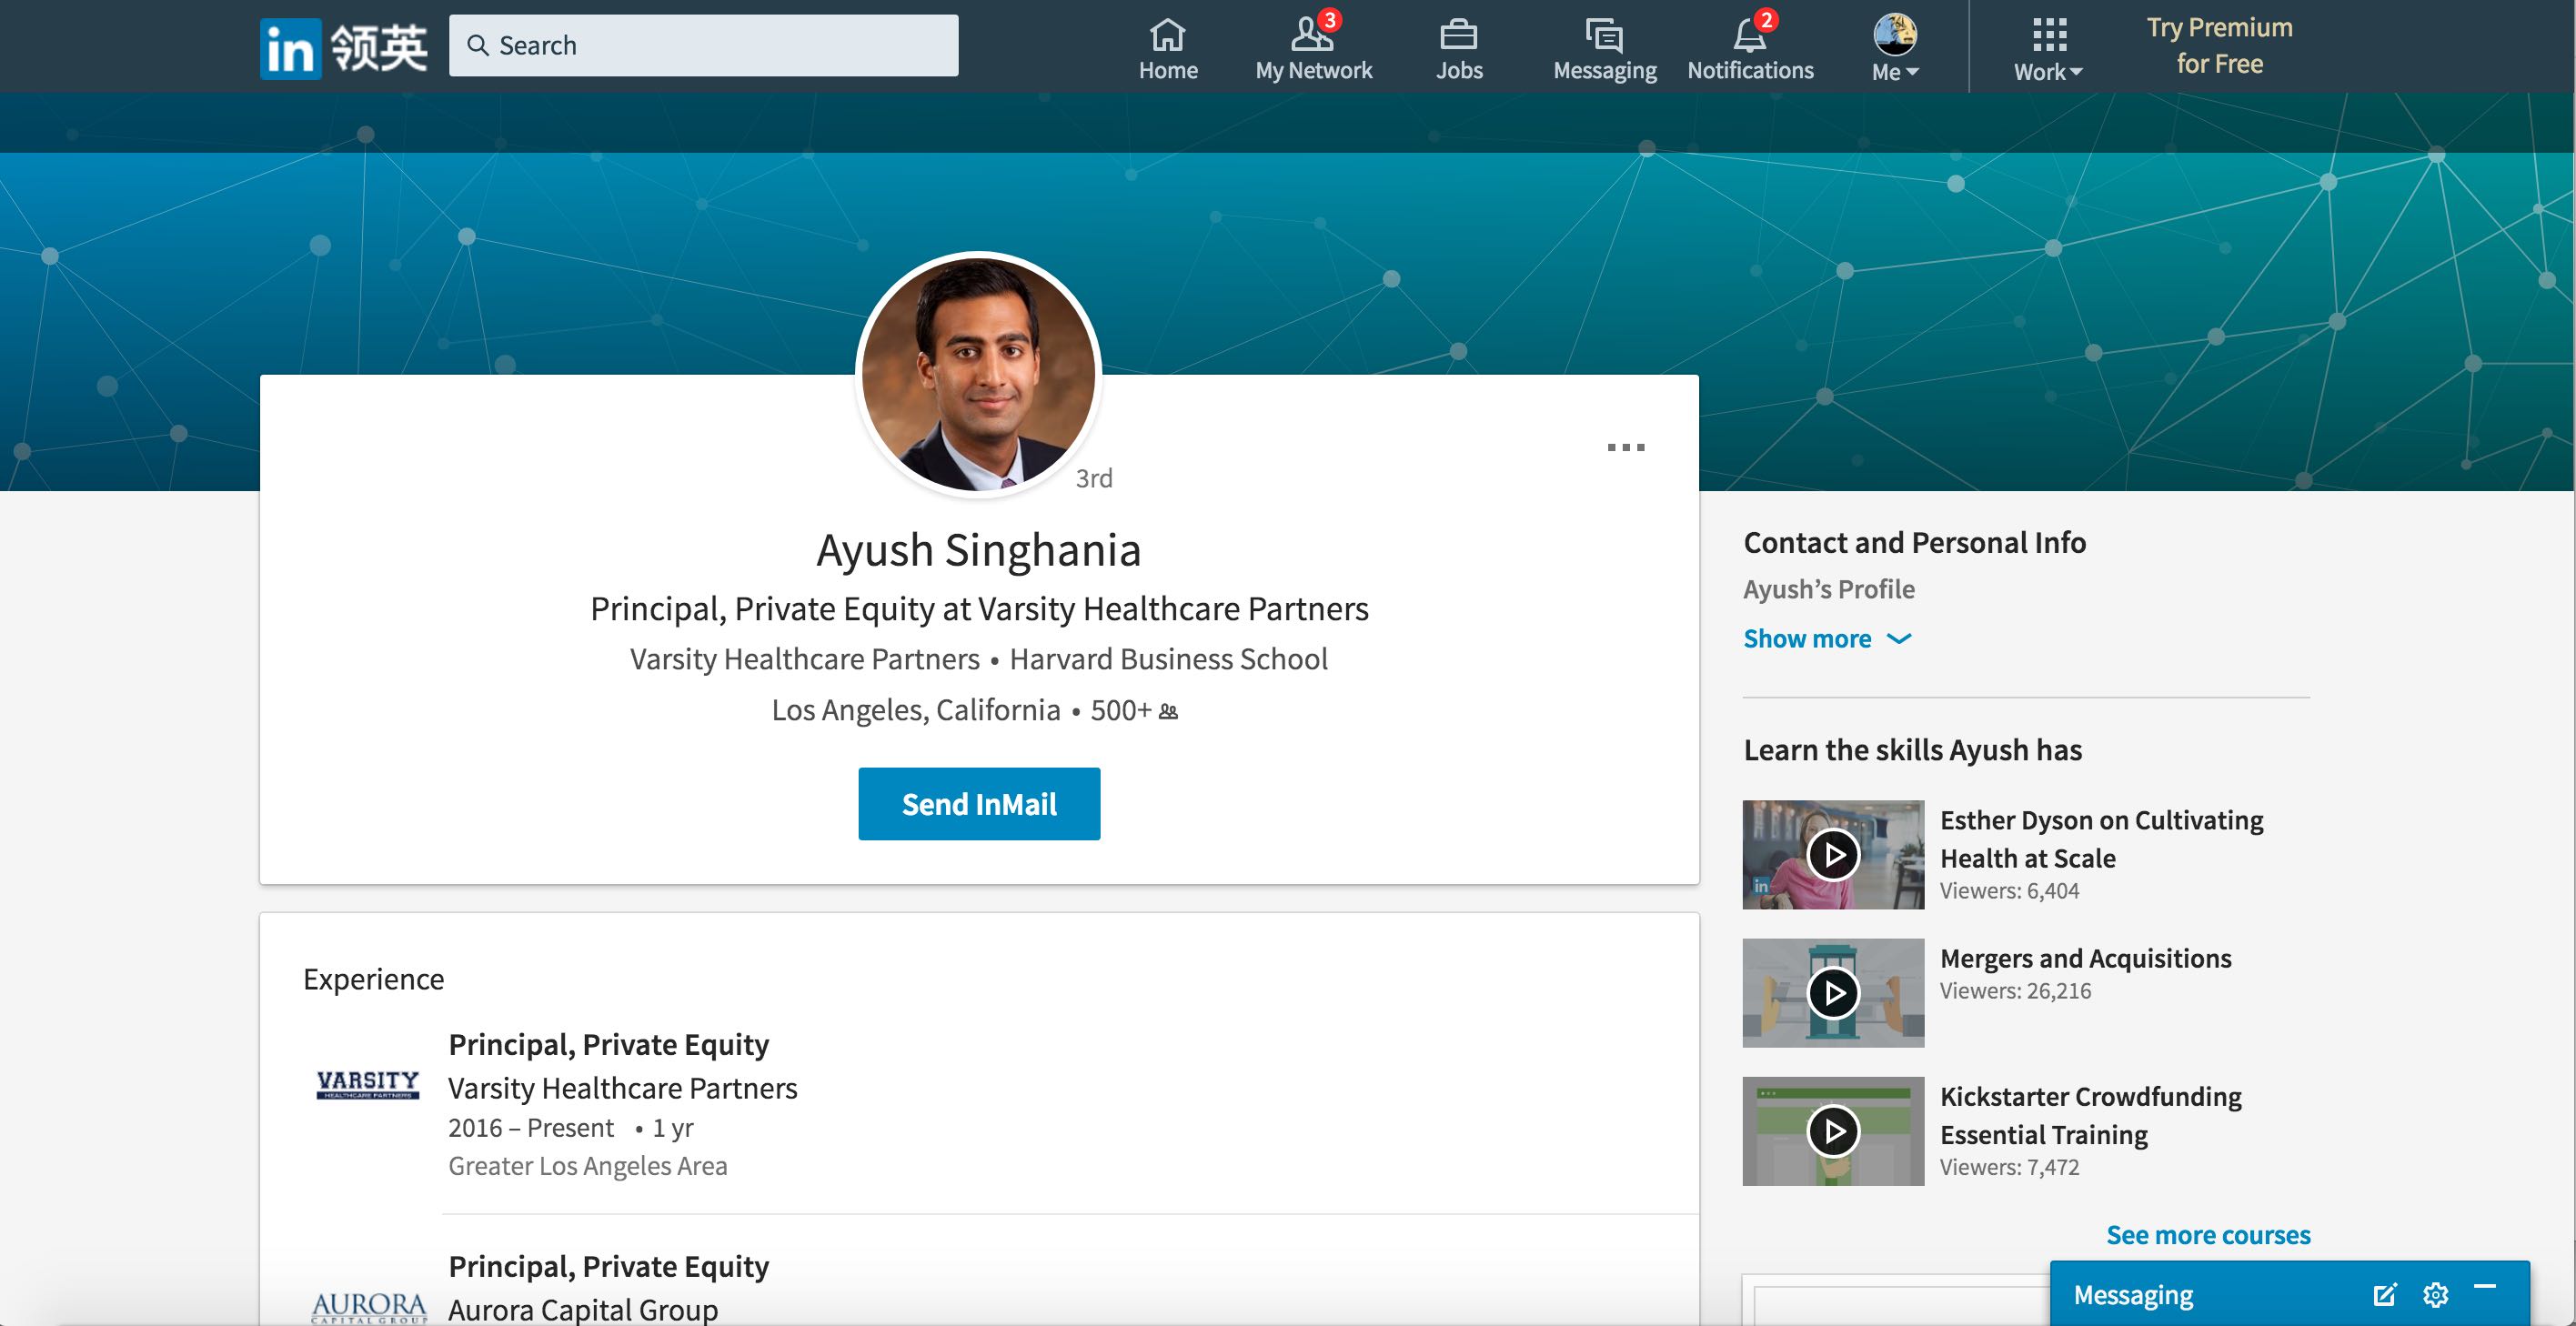 in 领英
Search
Home
My Network
3
Jobs
Messaging
Notifications
2
Me
Work
Try Premium
for Free
3rd
Ayush Singhania
Principal, Private Equity at Varsity Healthcare Partners
Varsity Healthcare Partners • Harvard Business School
Los Angeles, California • 500+
Send InMail
Experience
VARSITY
HEALTHCARE PARTNERS
Principal, Private Equity
Varsity Healthcare Partners
2016 – Present • 1 yr
Greater Los Angeles Area
AURORA
CAPITAL GROUP
Principal, Private Equity
Aurora Capital Group
Contact and Personal Info
Ayush’s Profile
Show more
Learn the skills Ayush has
in
Esther Dyson on Cultivating
Health at Scale
Viewers: 6,404
Mergers and Acquisitions
Viewers: 26,216
Kickstarter Crowdfunding
Essential Training
Viewers: 7,472
See more courses
Messaging